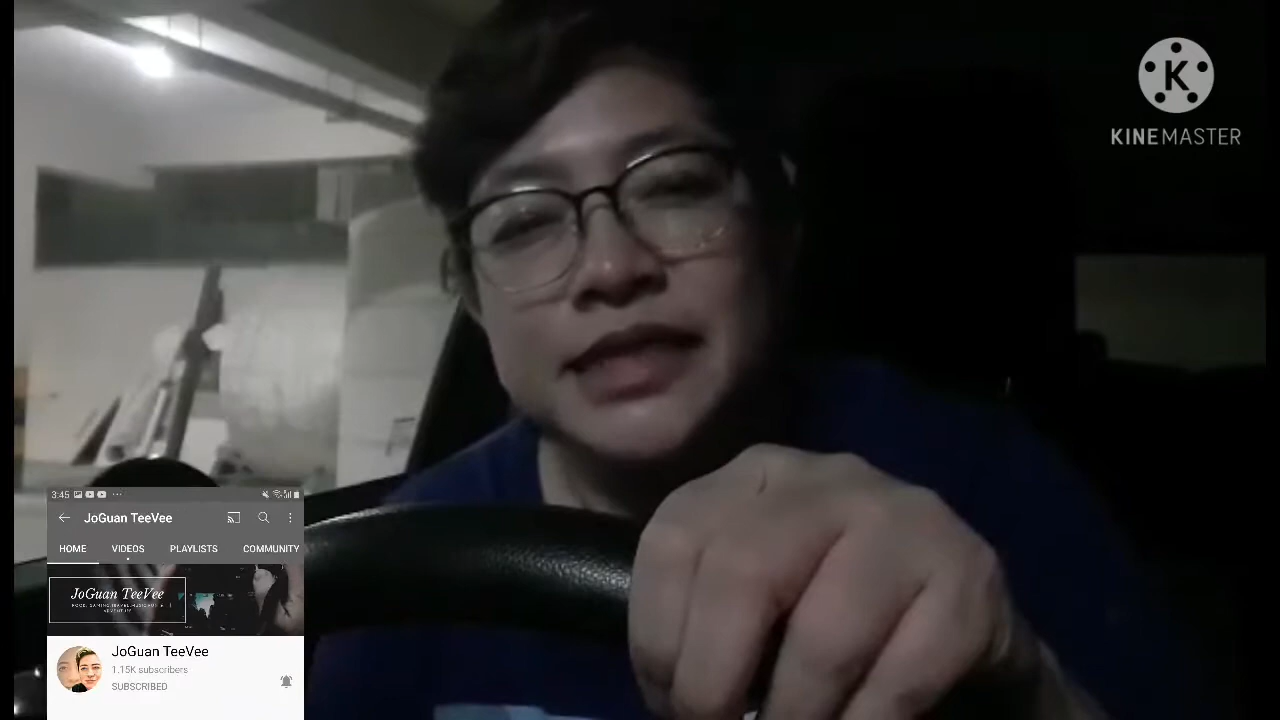 K
KINEMASTER
3:45
JoGuan TeeVee
HOME VIDEOS PLAYLISTS COMMUNITY
JoGuan TeeVee
JoGuan TeeVee
1.15K subscribers
SUBSCRIBED